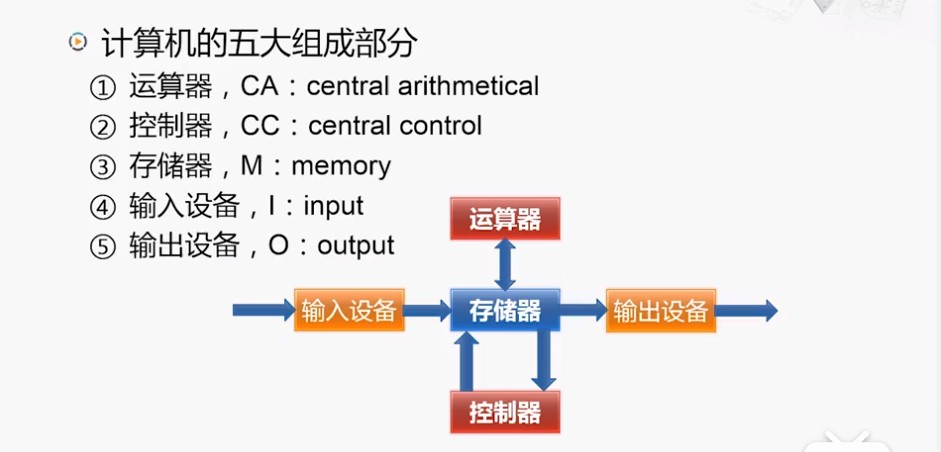 计算机的五大组成部分
① 运算器，CA：central arithmetical
② 控制器，CC：central control
③ 存储器，M：memory
④ 输入设备，I：input
⑤ 输出设备，O：output
运算器
输入设备
存储器
输出设备
控制器